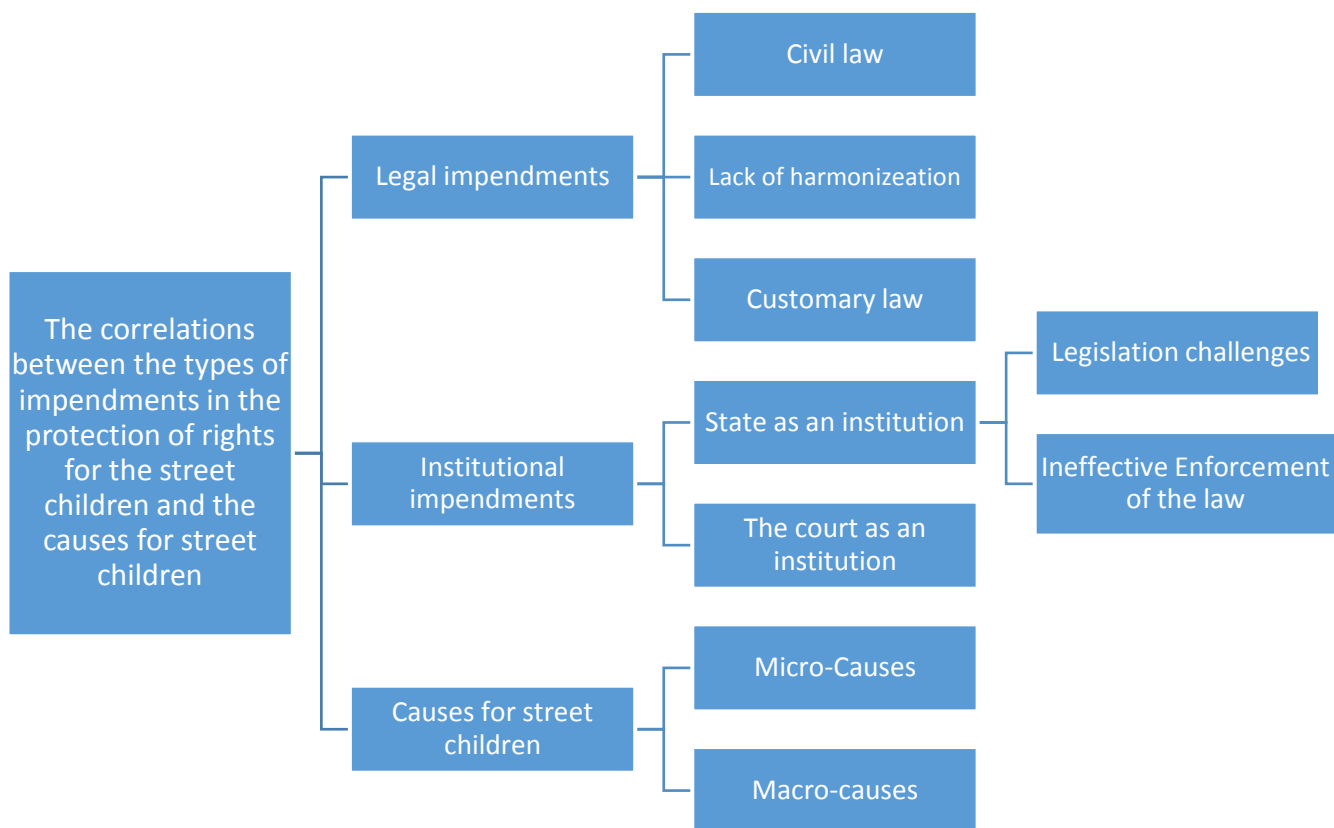 The correlations
between the types of
impendments in the
protection of rights
for the street
children and the
causes for street
children
Legal impendments
Civil law
Lack of harmonizeation
Customary law
Institutional
impendments
State as an institution
Legislation challenges
Ineffective Enforcement
of the law
The court as an
institution
Causes for street
children
Micro-Causes
Macro-causes